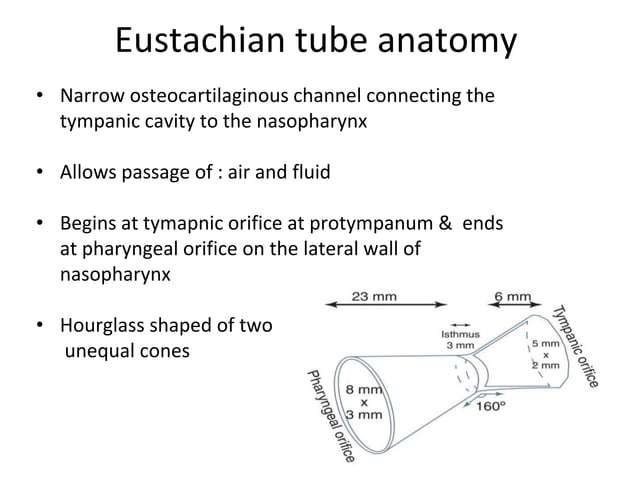 Eustachian tube anatomy
• Narrow osteocartilaginous channel connecting the
tympanic cavity to the nasopharynx
• Allows passage of : air and fluid
• Begins at tymapnic orifice at protympanum & ends
at pharyngeal orifice on the lateral wall of
nasopharynx
• Hourglass shaped of two
unequal cones
23 mm
6 mm
Isthmus
3 mm
5 mm
x
2 mm
Tympanic orifice
8 mm
x
3 mm
160°
Pharyngeal orifice